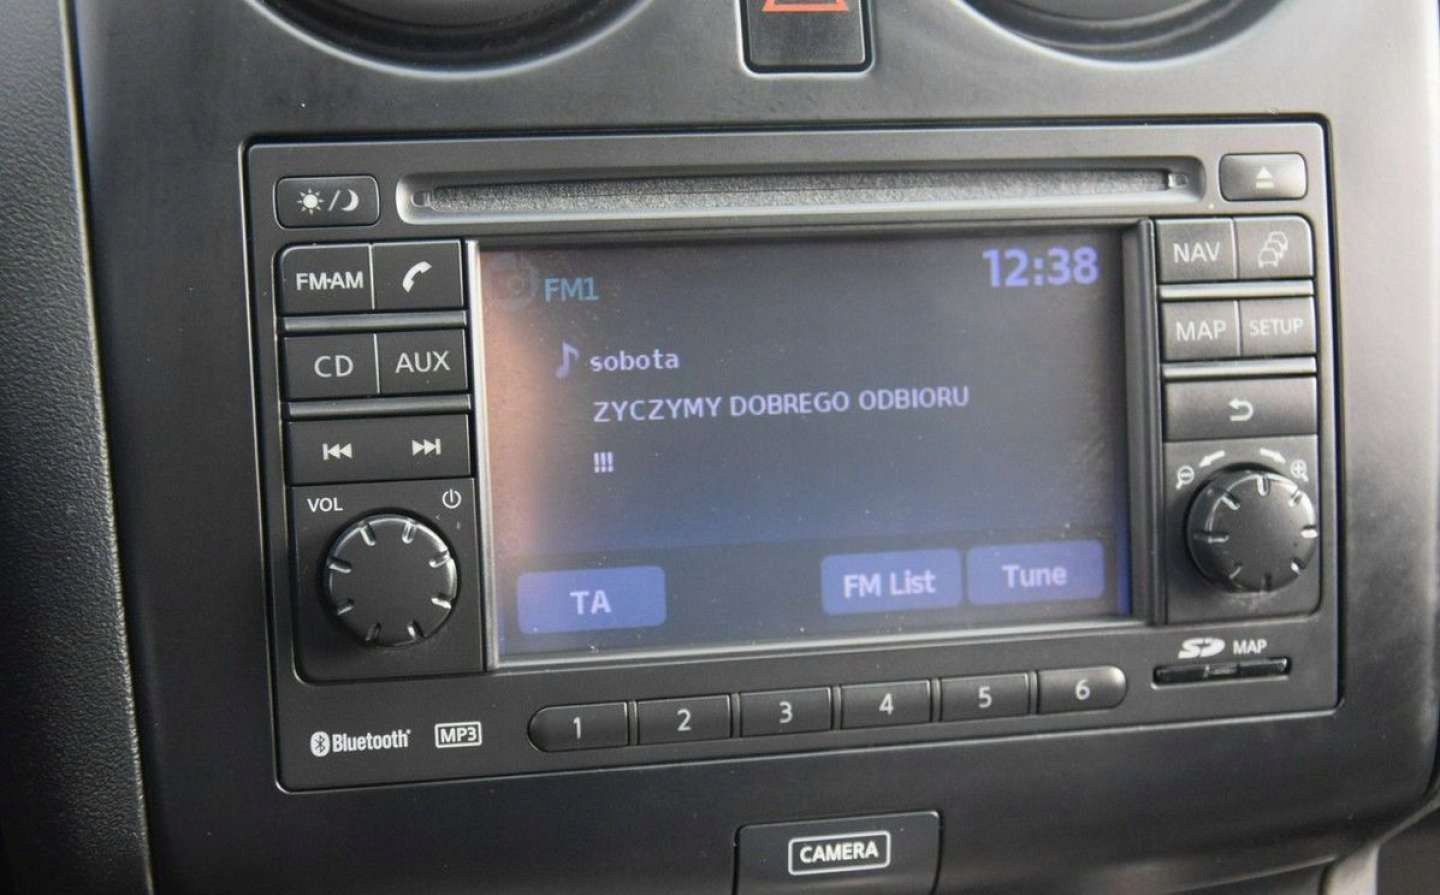 FM·AM
CD
AUX
VOL
FM1
12:38
sobota
ZYCZYMY DOBREGO ODBIORU
!!!
TA
FM List
Tune
NAV
MAP
SETUP
SD MAP
1
2
3
4
5
6
Bluetooth
MP3
CAMERA